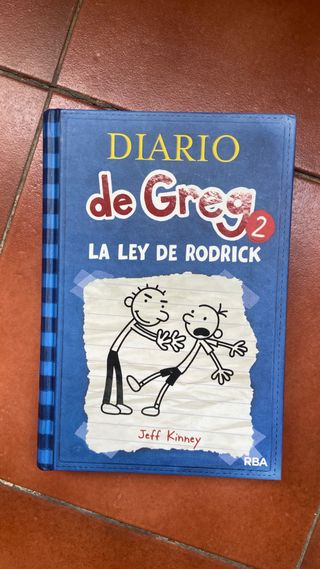 DIARIO
de Greg 2
LA LEY DE RODRICK
Jeff Kinney
RBA